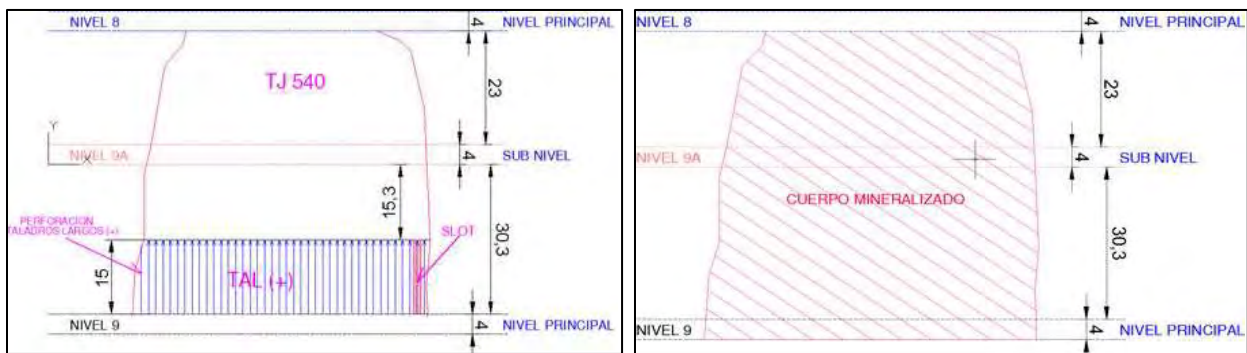 NIVEL 8
4
NIVEL PRINCIPAL
TJ 540
23
Y
X
NIVEL 9A
4
SUB NIVEL
15,3
30,3
PERFORACION
TALADROS LARGOS (+)
SLOT
15
TAL (+)
NIVEL 9
4
NIVEL PRINCIPAL
NIVEL 8
4
NIVEL PRINCIPAL
23
NIVEL 9A
4
SUB NIVEL
CUERPO MINERALIZADO
30,3
NIVEL 9
4
NIVEL PRINCIPAL